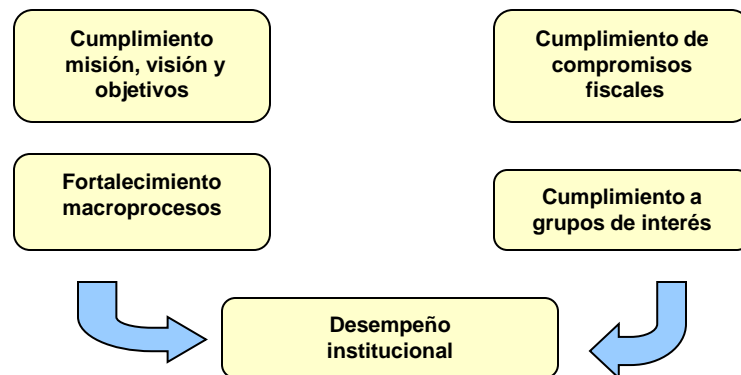 Cumplimiento
misión, visión y
objetivos
Cumplimiento de
compromisos
fiscales
Fortalecimiento
macroprocesos
Cumplimiento a
grupos de interés
Desempeño
institucional